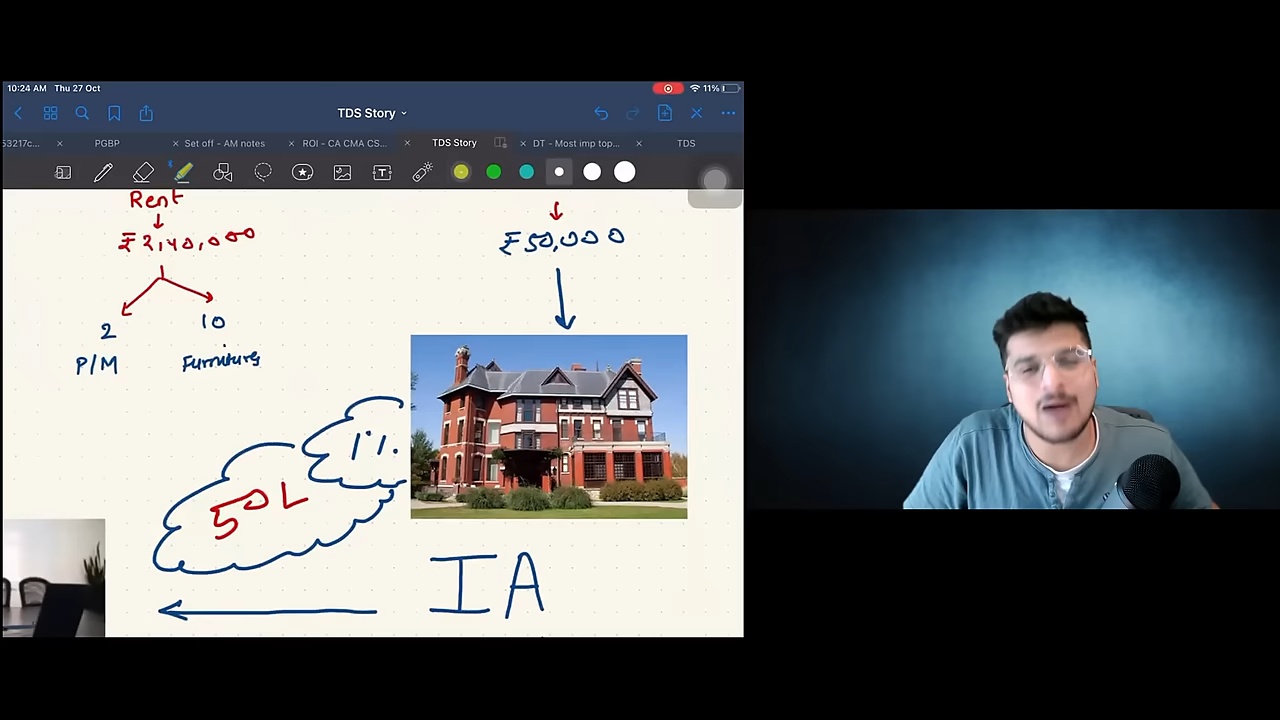 10:24 AM Thu 27 Oct
11%
TDS Story
53217c...
PGBP
Set off - AM notes
ROI - CA CMA CS...
TDS Story
DT - Most imp top...
TDS
Rent
₹2,40,000
₹50,000
2
10
P/M
Furniture
1%.
50L
IA